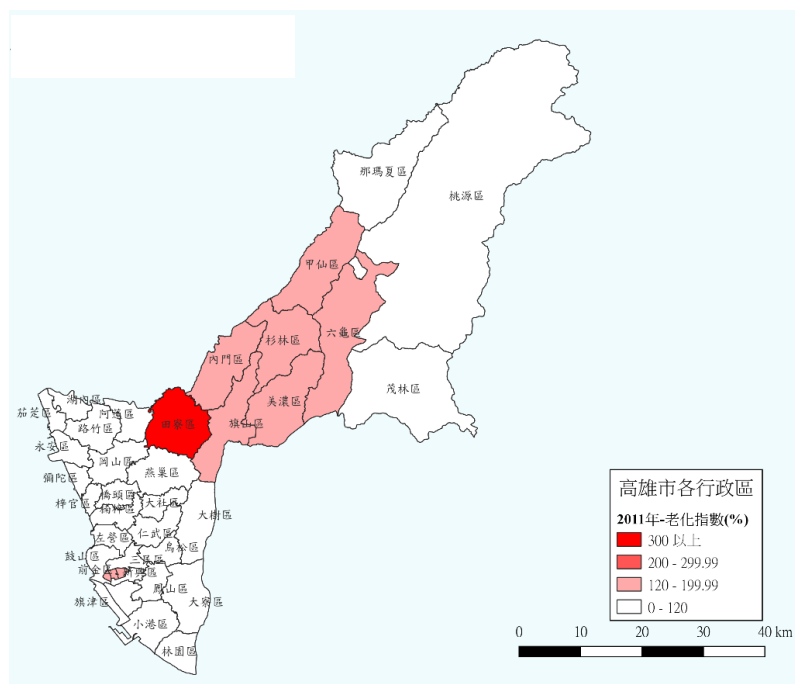 那瑪夏區
桃源區
甲仙區
六龜區
杉林區
內門區
茂林區
美濃區
旗山區
田寮區
湖內區
阿蓮區
茄萣區
路竹區
永安區
岡山區
燕巢區
彌陀區
橋頭區
梓官區
楠梓區
大社區
大樹區
左營區
仁武區
鳥松區
鼓山區
三民區
前金區
新興區
鳳山區
旗津區
大寮區
小港區
林園區
高雄市各行政區
2011年-老化指數(%)
300 以上
200 - 299.99
120 - 199.99
0 - 120
0 10 20 30 40 km